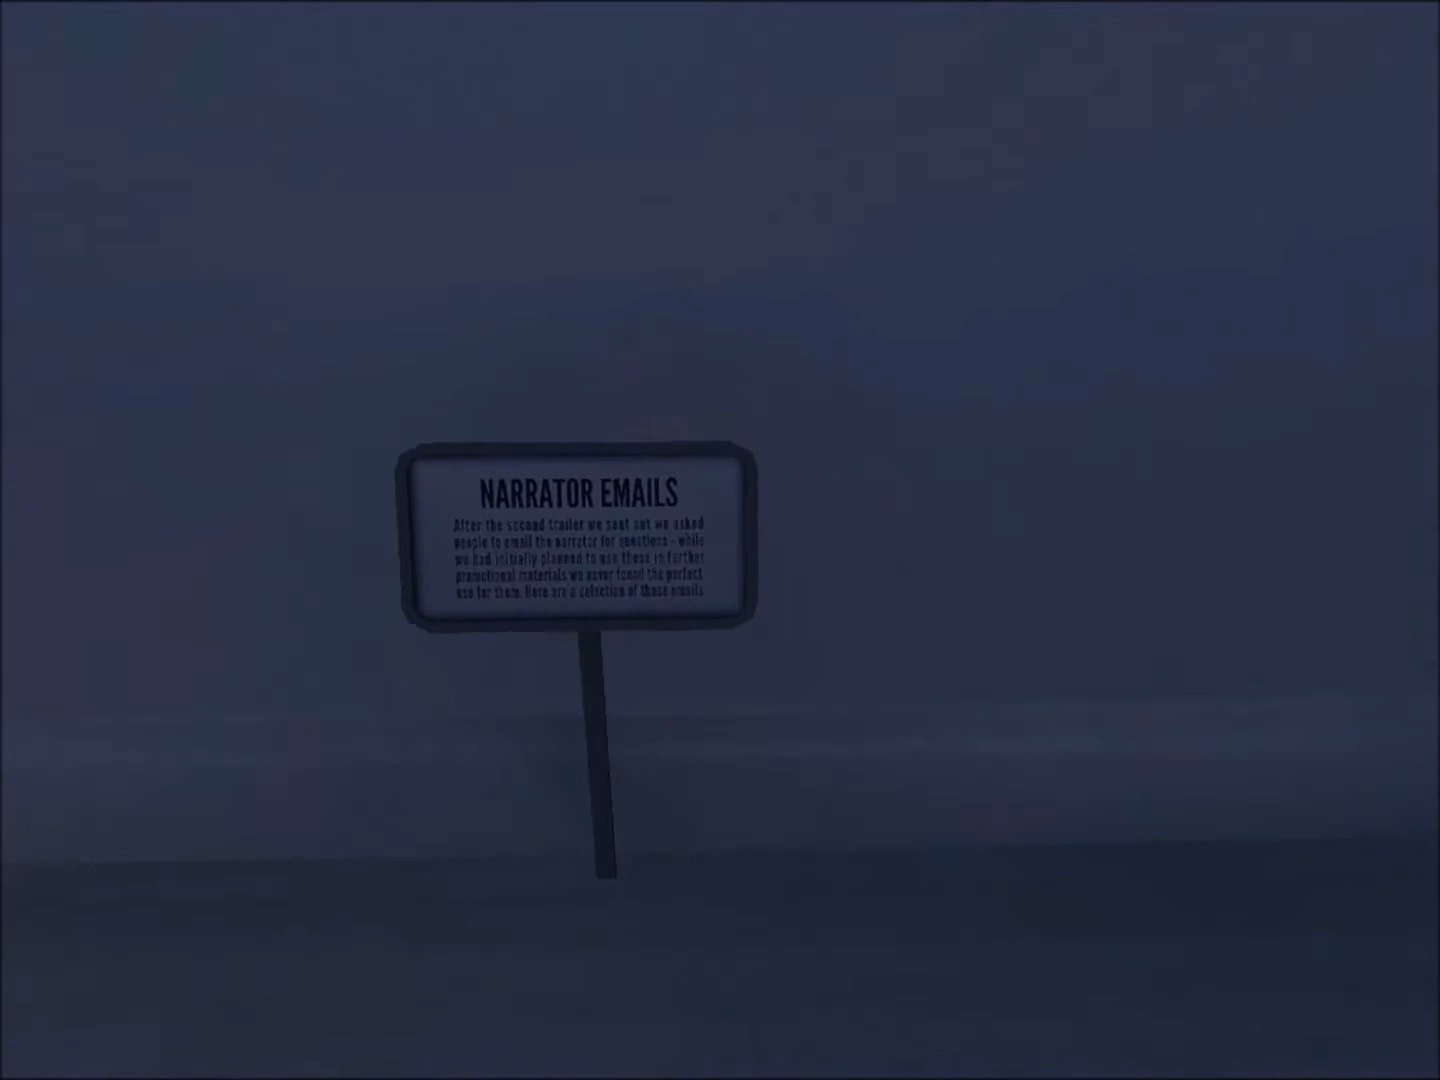 NARRATOR EMAILS
After the second trailer we sent out we asked
people to email the narrator for questions - while
we had initially planned to use these in further
promotional materials we never found the perfect
use for them. Here are a selection of these emails